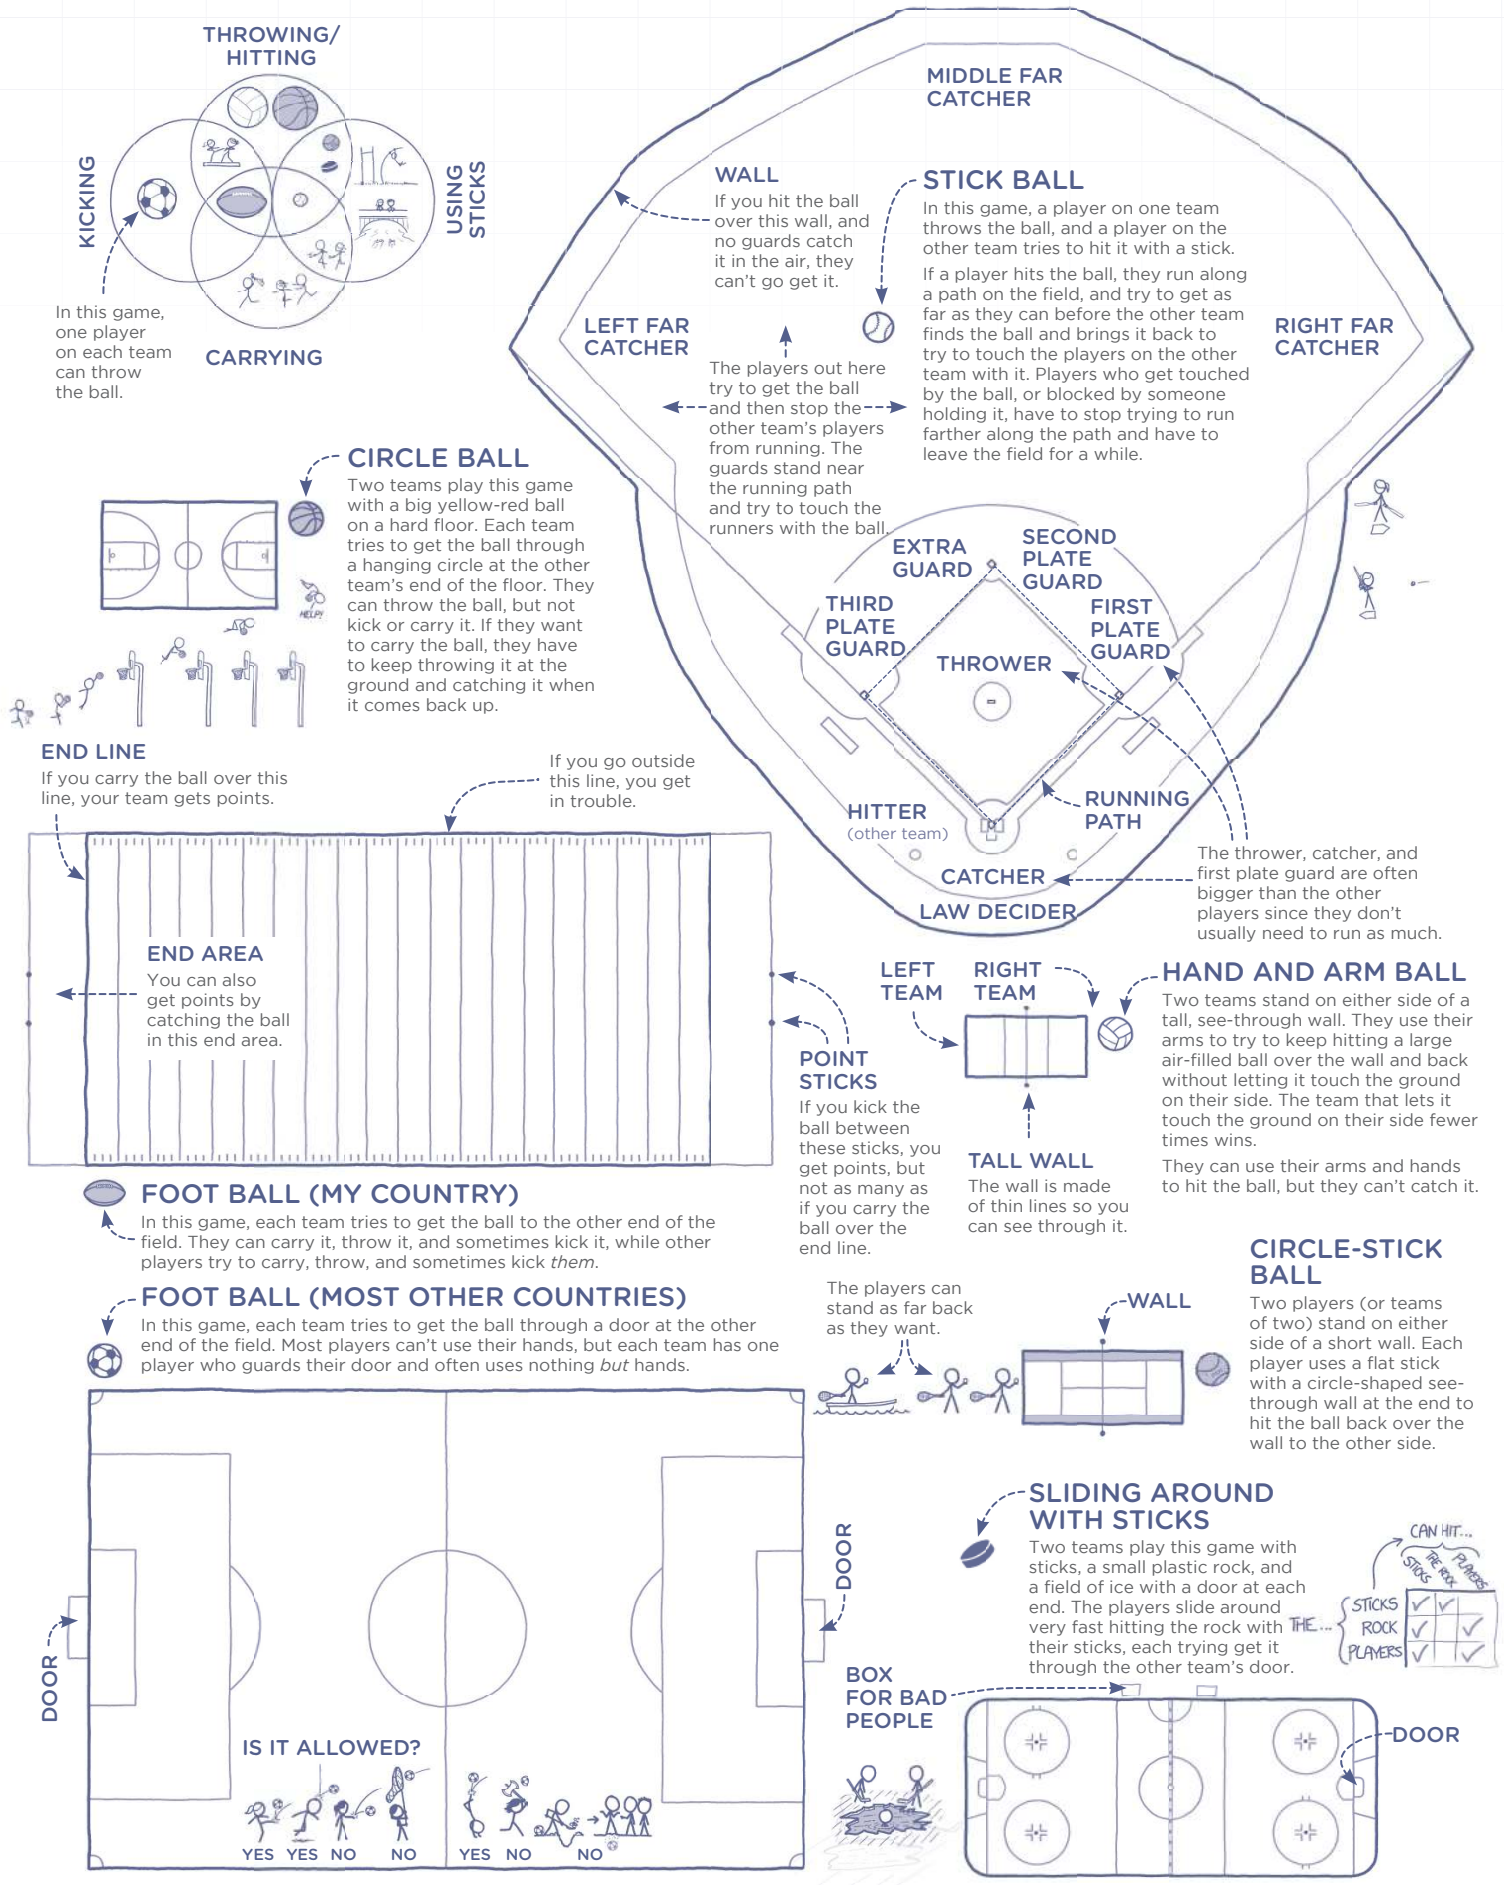 THROWING/
HITTING
KICKING
USING
STICKS
CARRYING
In this game,
one player
on each team
can throw
the ball.
MIDDLE FAR
CATCHER
WALL
If you hit the ball
over this wall, and
no guards catch
it in the air, they
can't go get it.
STICK BALL
In this game, a player on one team
throws the ball, and a player on the
other team tries to hit it with a stick.
If a player hits the ball, they run along
a path on the field, and try to get as
far as they can before the other team
finds the ball and brings it back to
try to touch the players on the other
team with it. Players who get touched
by the ball, or blocked by someone
holding it, have to stop trying to run
farther along the path and have to
leave the field for a while.
LEFT FAR
CATCHER
RIGHT FAR
CATCHER
The players out here
try to get the ball
and then stop the
other team's players
from running. The
guards stand near
the running path
and try to touch the
runners with the ball.
EXTRA
GUARD
SECOND
PLATE
GUARD
THIRD
PLATE
GUARD
FIRST
PLATE
GUARD
THROWER
HITTER
(other team)
RUNNING
PATH
CATCHER
LAW DECIDER
The thrower, catcher, and
first plate guard are often
bigger than the other
players since they don't
usually need to run as much.
CIRCLE BALL
Two teams play this game
with a big yellow-red ball
on a hard floor. Each team
tries to get the ball through
a hanging circle at the other
team's end of the floor. They
can throw the ball, but not
kick or carry it. If they want
to carry the ball, they have
to keep throwing it at the
ground and catching it when
it comes back up.
HELP!
END LINE
If you carry the ball over this
line, your team gets points.
If you go outside
this line, you get
in trouble.
END AREA
You can also
get points by
catching the ball
in this end area.
POINT
STICKS
If you kick the
ball between
these sticks, you
get points, but
not as many as
if you carry the
ball over the
end line.
FOOT BALL (MY COUNTRY)
In this game, each team tries to get the ball to the other end of the
field. They can carry it, throw it, and sometimes kick it, while other
players try to carry, throw, and sometimes kick them.
LEFT
TEAM
RIGHT
TEAM
HAND AND ARM BALL
Two teams stand on either side of a
tall, see-through wall. They use their
arms to try to keep hitting a large
air-filled ball over the wall and back
without letting it touch the ground
on their side. The team that lets it
touch the ground on their side fewer
times wins.
They can use their arms and hands
to hit the ball, but they can't catch it.
TALL WALL
The wall is made
of thin lines so you
can see through it.
FOOT BALL (MOST OTHER COUNTRIES)
In this game, each team tries to get the ball through a door at the other
end of the field. Most players can't use their hands, but each team has one
player who guards their door and often uses nothing but hands.
DOOR
DOOR
IS IT ALLOWED?
YES YES NO NO YES NO NO
The players can
stand as far back
as they want.
WALL
CIRCLE-STICK
BALL
Two players (or teams
of two) stand on either
side of a short wall. Each
player uses a flat stick
with a circle-shaped see-
through wall at the end to
hit the ball back over the
wall to the other side.
SLIDING AROUND
WITH STICKS
Two teams play this game with
sticks, a small plastic rock, and
a field of ice with a door at each
end. The players slide around
very fast hitting the rock with
their sticks, each trying get it
through the other team's door.
CAN HIT...
STICKS
THE ROCK
PLAYERS
THE...
STICKS
ROCK
PLAYERS
BOX
FOR BAD
PEOPLE
DOOR